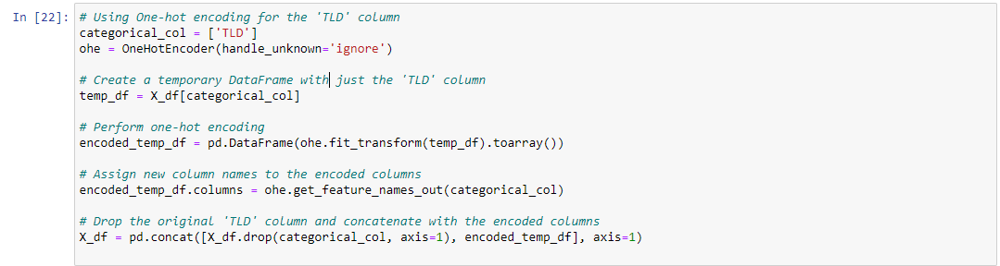 In [22]: # Using One-hot encoding for the 'TLD' column
categorical_col = ['TLD']
ohe = OneHotEncoder(handle_unknown='ignore')
# Create a temporary DataFrame with just the 'TLD' column
temp_df = X_df[categorical_col]
# Perform one-hot encoding
encoded_temp_df = pd.DataFrame(ohe.fit_transform(temp_df).toarray())
# Assign new column names to the encoded columns
encoded_temp_df.columns = ohe.get_feature_names_out(categorical_col)
# Drop the original 'TLD' column and concatenate with the encoded columns
X_df = pd.concat([X_df.drop(categorical_col, axis=1), encoded_temp_df], axis=1)